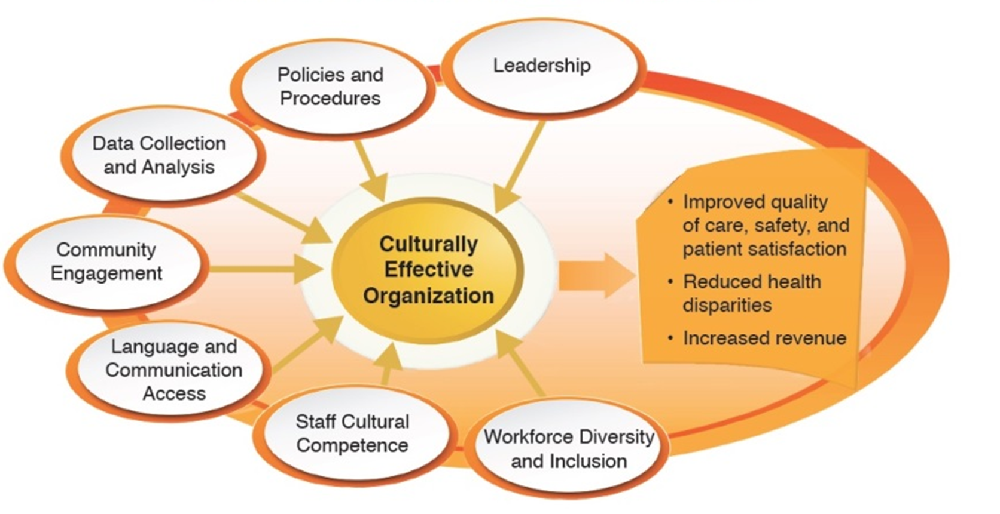 Leadership
Policies and
Procedures
Data Collection
and Analysis
Community
Engagement
Language and
Communication
Access
Staff Cultural
Competence
Workforce Diversity
and Inclusion
Culturally
Effective
Organization
• Improved quality
of care, safety, and
patient satisfaction
• Reduced health
disparities
• Increased revenue